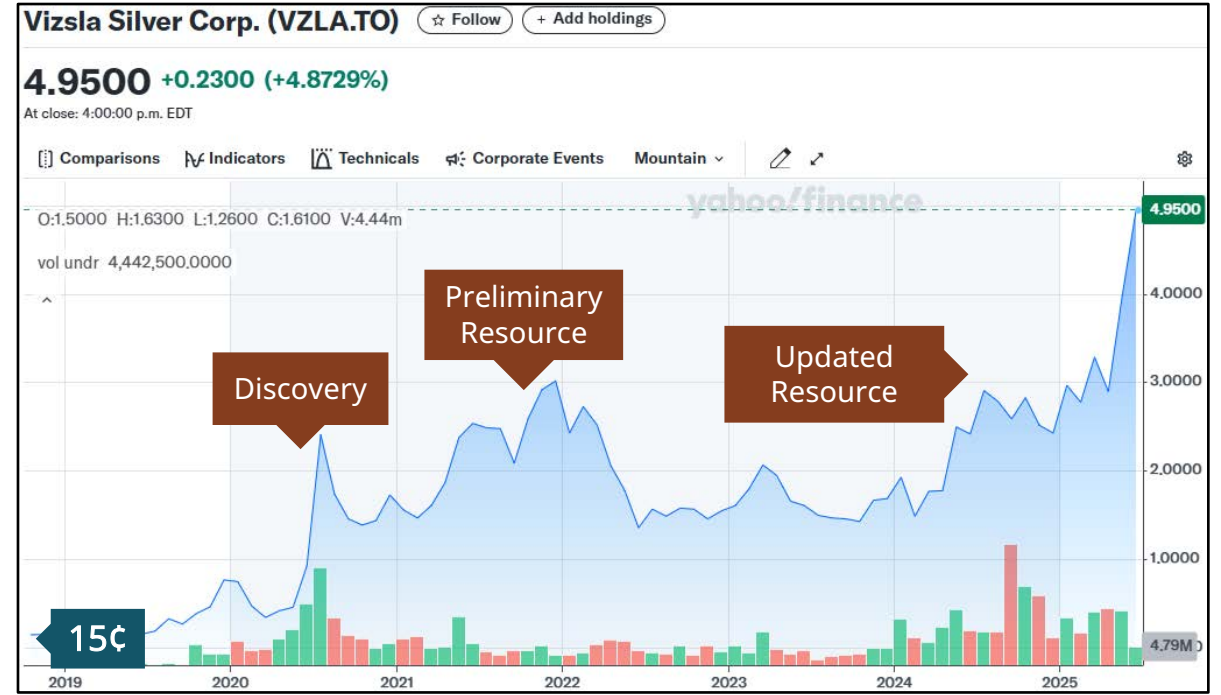 Vizsla Silver Corp. (VZLA.TO) ☆ Follow + Add holdings
4.9500 +0.2300 (+4.8729%)
At close: 4:00:00 p.m. EDT
Comparisons Indicators Technicals Corporate Events Mountain
yahoo/finance
O:1.5000 H:1.6300 L:1.2600 C:1.6100 V:4.44m
4.9500
vol undr 4,442,500.0000
4.0000
Preliminary
Resource
Updated
Resource
Discovery
3.0000
2.0000
1.0000
15¢
4.79M
2019 2020 2021 2022 2023 2024 2025